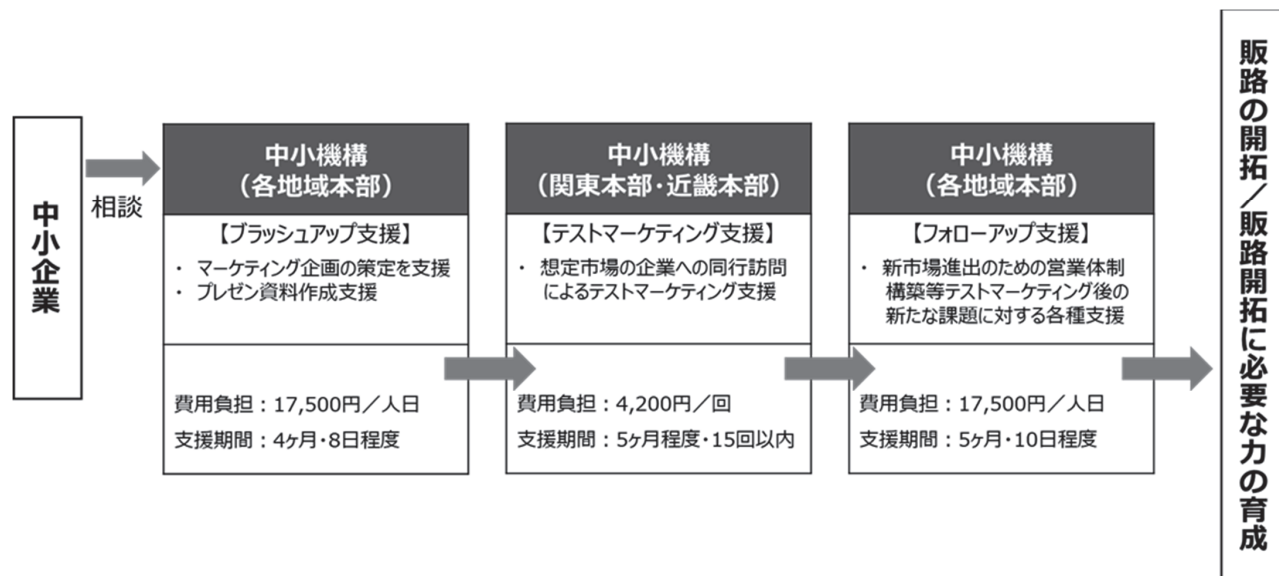 中小企業
相談
中小機構
（各地域本部）
【ブラッシュアップ支援】
・ マーケティング企画の策定を支援
・ プレゼン資料作成支援
費用負担：17,500円／人日
支援期間：4ヶ月・8日程度
中小機構
（関東本部・近畿本部）
【テストマーケティング支援】
・ 想定市場の企業への同行訪問
によるテストマーケティング支援
費用負担：4,200円／回
支援期間：5ヶ月程度・15回以内
中小機構
（各地域本部）
【フォローアップ支援】
・ 新市場進出のための営業体制
構築等テストマーケティング後の
新たな課題に対する各種支援
費用負担：17,500円／人日
支援期間：5ヶ月・10日程度
販路の開拓／販路開拓に必要な力の育成